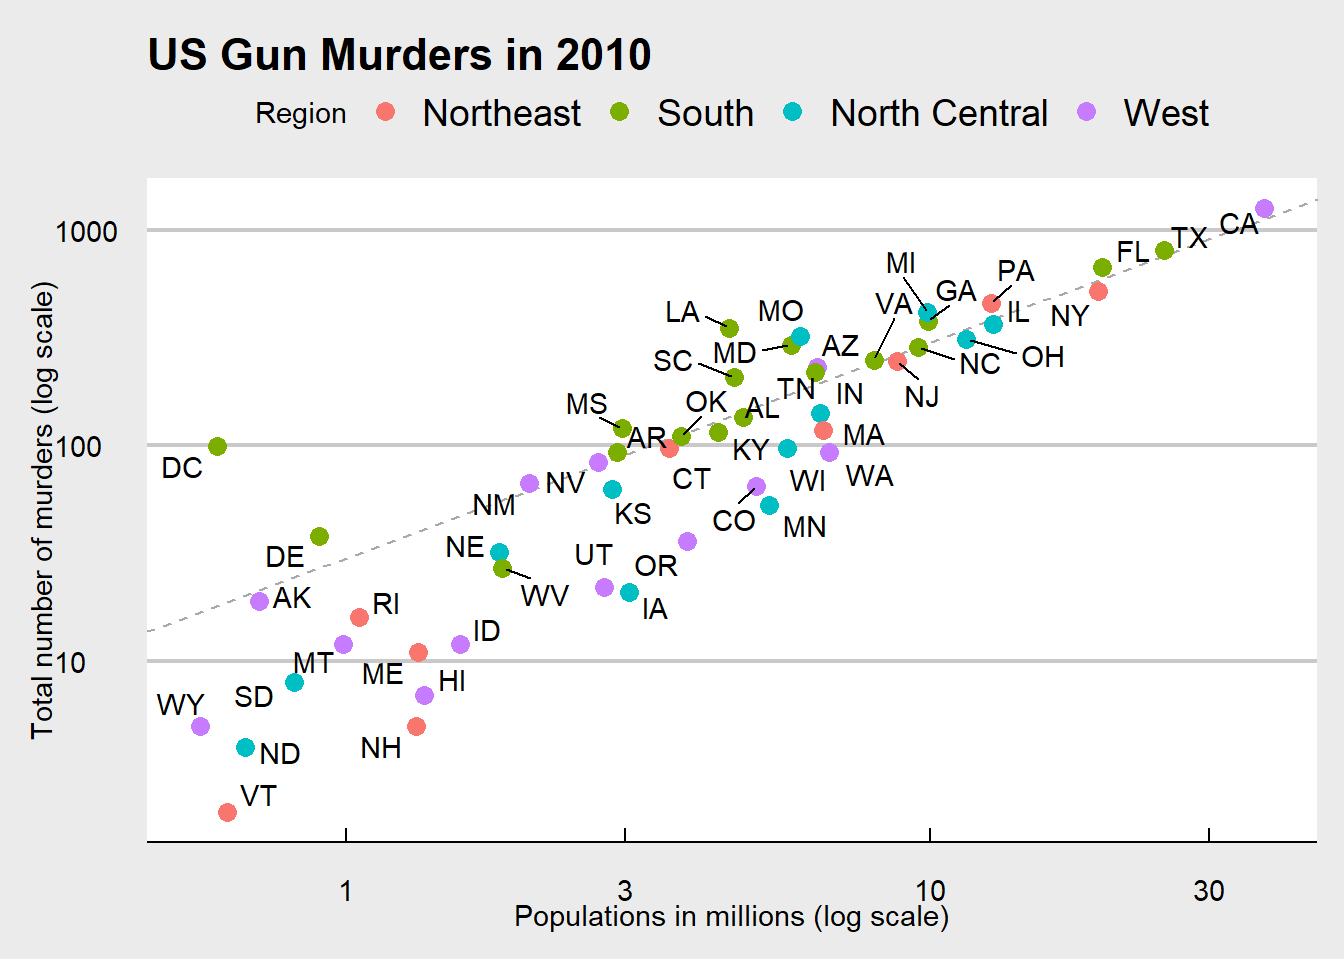 US Gun Murders in 2010
Region Northeast South North Central West
Total number of murders (log scale)
1000
100
10
CA
TX
FL
PA
MI
GA
VA
NY
IL
LA
MO
MD
AZ
SC
NC
OH
TN
IN
NJ
MS
OK
AL
AR
KY
MA
DC
CT
WI
WA
NV
NM
KS
CO
MN
DE
NE
UT
OR
WV
IA
AK
RI
ID
MT
ME
HI
SD
WY
NH
ND
VT
1 3 10 30
Populations in millions (log scale)